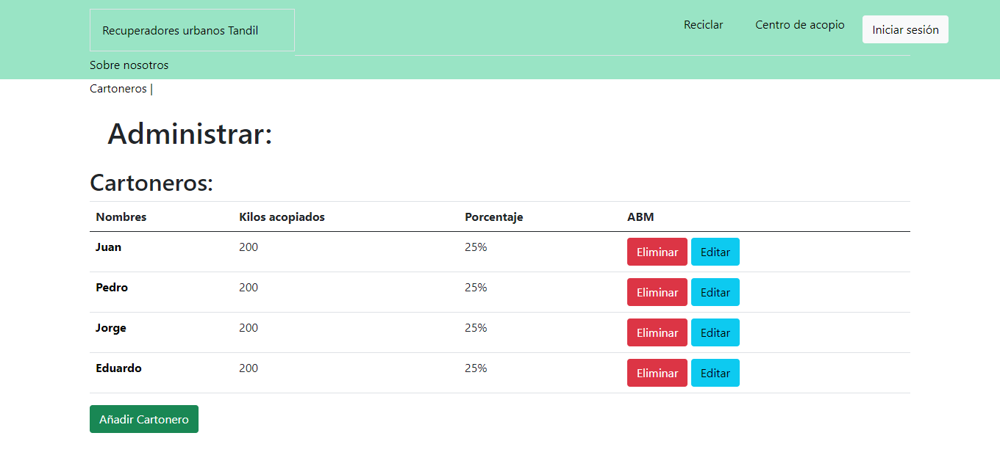 Recuperadores urbanos Tandil
Reciclar
Centro de acopio
Iniciar sesión
Sobre nosotros
Cartoneros |
Administrar:
Cartoneros:
Nombres Kilos acopiados Porcentaje ABM
Juan 200 25% Eliminar Editar
Pedro 200 25% Eliminar Editar
Jorge 200 25% Eliminar Editar
Eduardo 200 25% Eliminar Editar
Añadir Cartonero